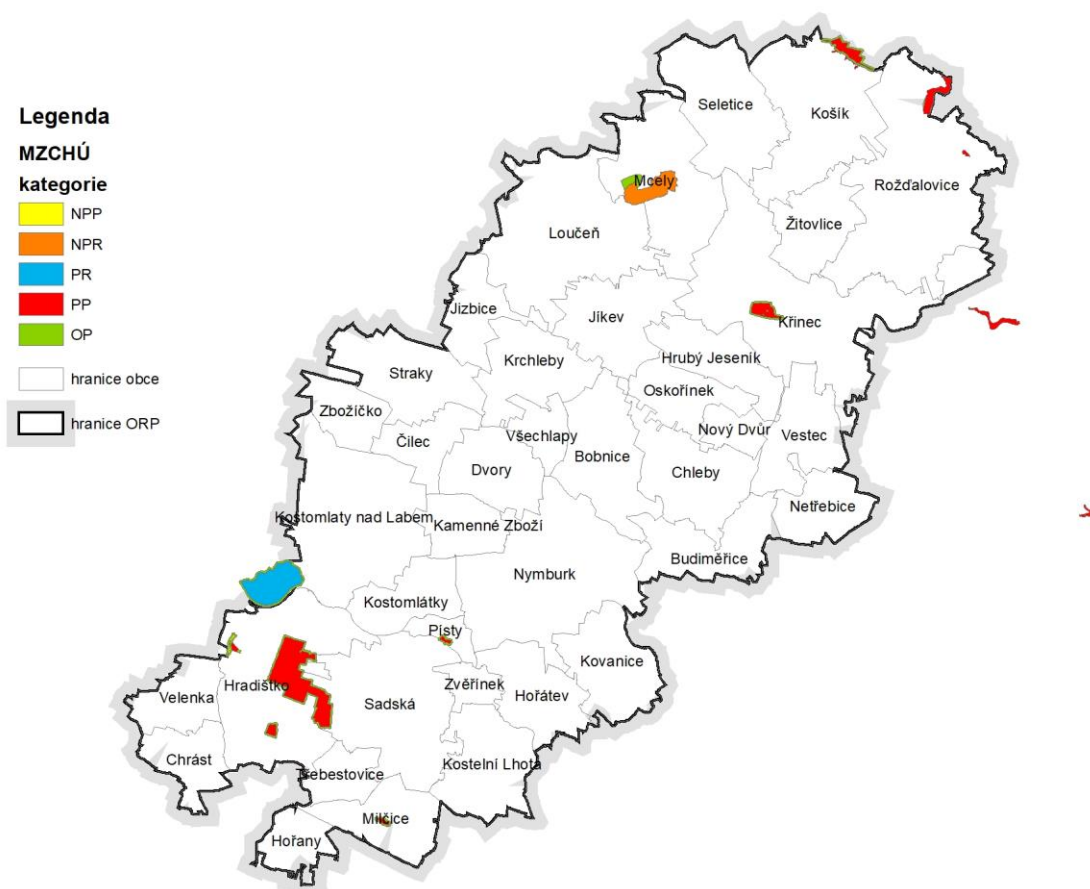 Legenda
MZCHÚ
kategorie
NPP
NPR
PR
PP
OP
hranice obce
hranice ORP
Seletice
Košík
Mcely
Rožďalovice
Loučeň
Žitovlice
Jizbice
Jíkev
Křinec
Krchleby
Hrubý Jeseník
Straky
Oskořínek
Zbožíčko
Čilec
Všechlapy
Nový Dvůr
Vestec
Dvory
Bobnice
Chleby
Netřebice
Kostomlaty nad Labem
Kamenné Zboží
Budiměřice
Nymburk
Kostomlátky
Písty
Kovanice
Hradištko
Zvěřínek
Velenka
Sadská
Hořátev
Chrást
Třebestovice
Kostelní Lhota
Milčice
Hořany